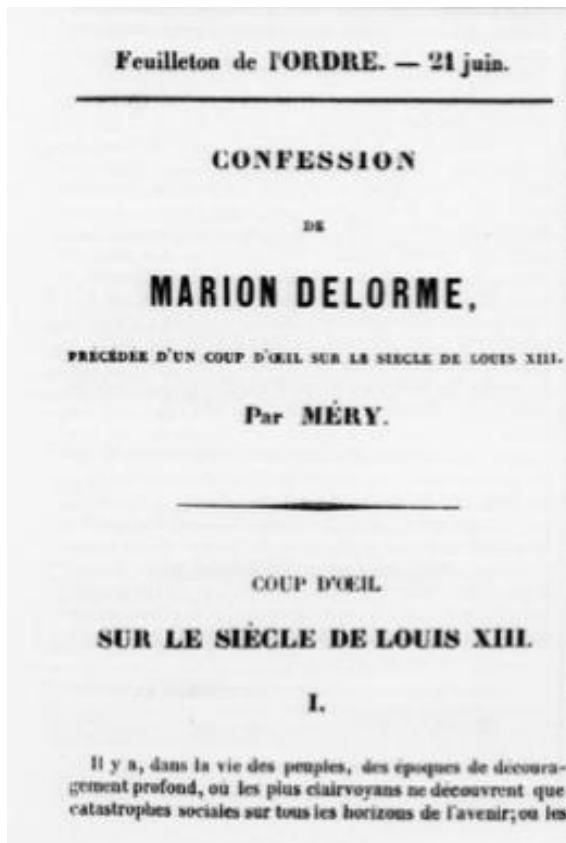 Feuilleton de l'ORDRE. — 21 juin.
CONFESSION
DE
MARION DELORME,
PRÉCÉDÉE D'UN COUP D'ŒIL SUR LE SIÈCLE DE LOUIS XIII.
Par MÉRY.
COUP D'ŒIL
SUR LE SIÈCLE DE LOUIS XIII.
I.
Il y a, dans la vie des peuples, des époques de découra-
gement profond, où les plus clairvoyans ne découvrent que
catastrophes sociales sur tous les horizons de l'avenir; ou les